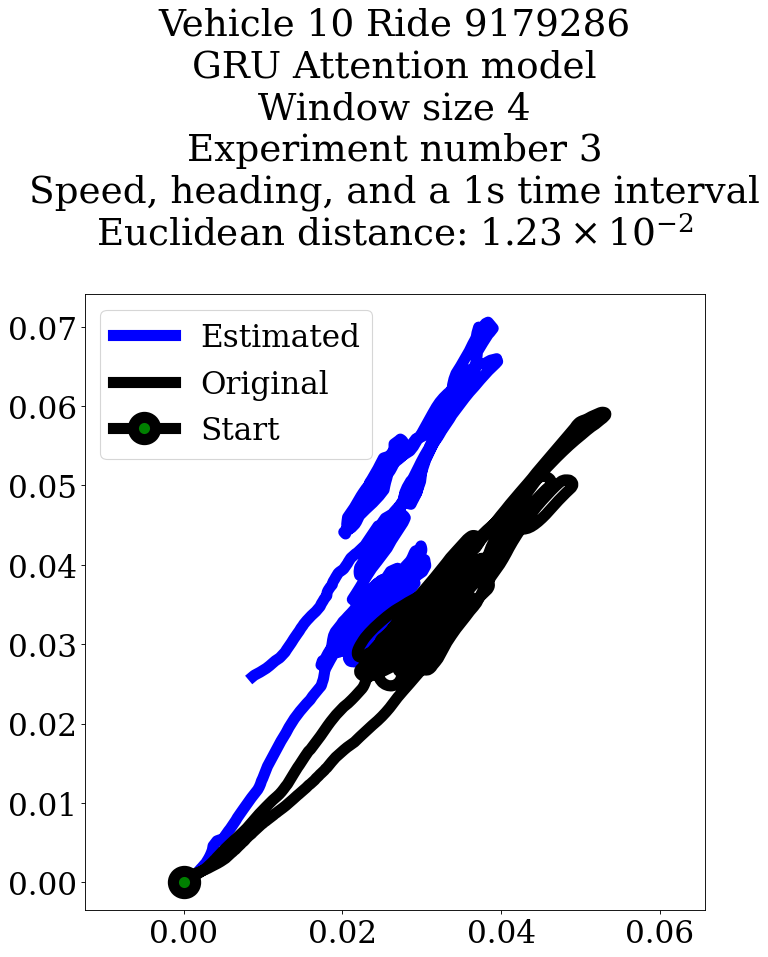 Vehicle 10 Ride 9179286
GRU Attention model
Window size 4
Experiment number 3
Speed, heading, and a 1s time interval
Euclidean distance: 1.23 × 10⁻²
Estimated
Original
Start
0.07
0.06
0.05
0.04
0.03
0.02
0.01
0.00
0.00 0.02 0.04 0.06